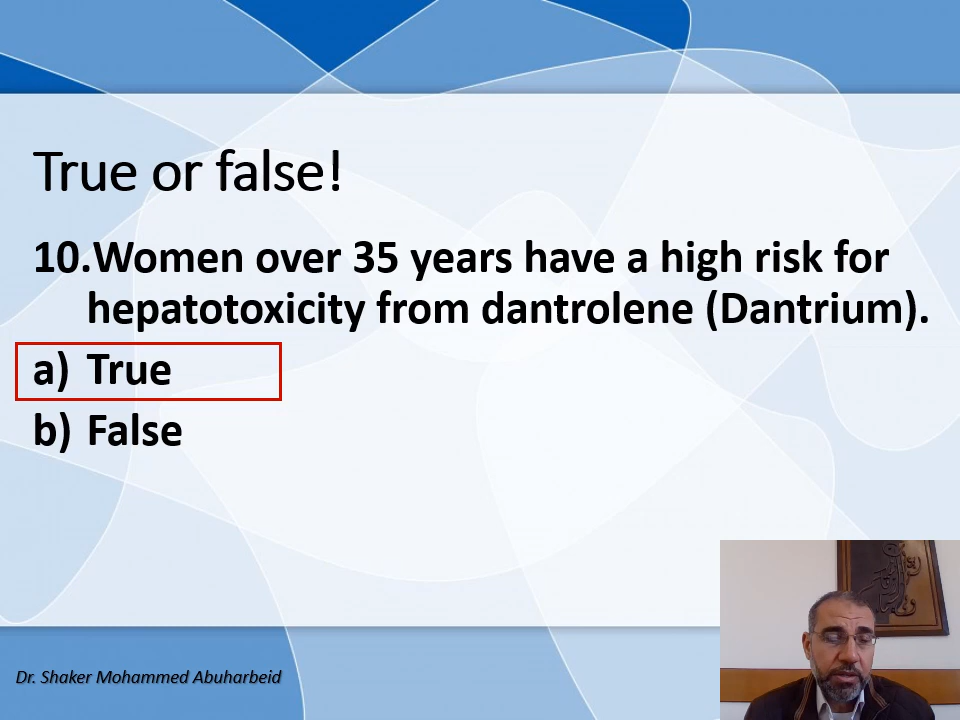 True or false!
10.Women over 35 years have a high risk for
hepatotoxicity from dantrolene (Dantrium).
a) True
b) False
Dr. Shaker Mohammed Abuharbeid